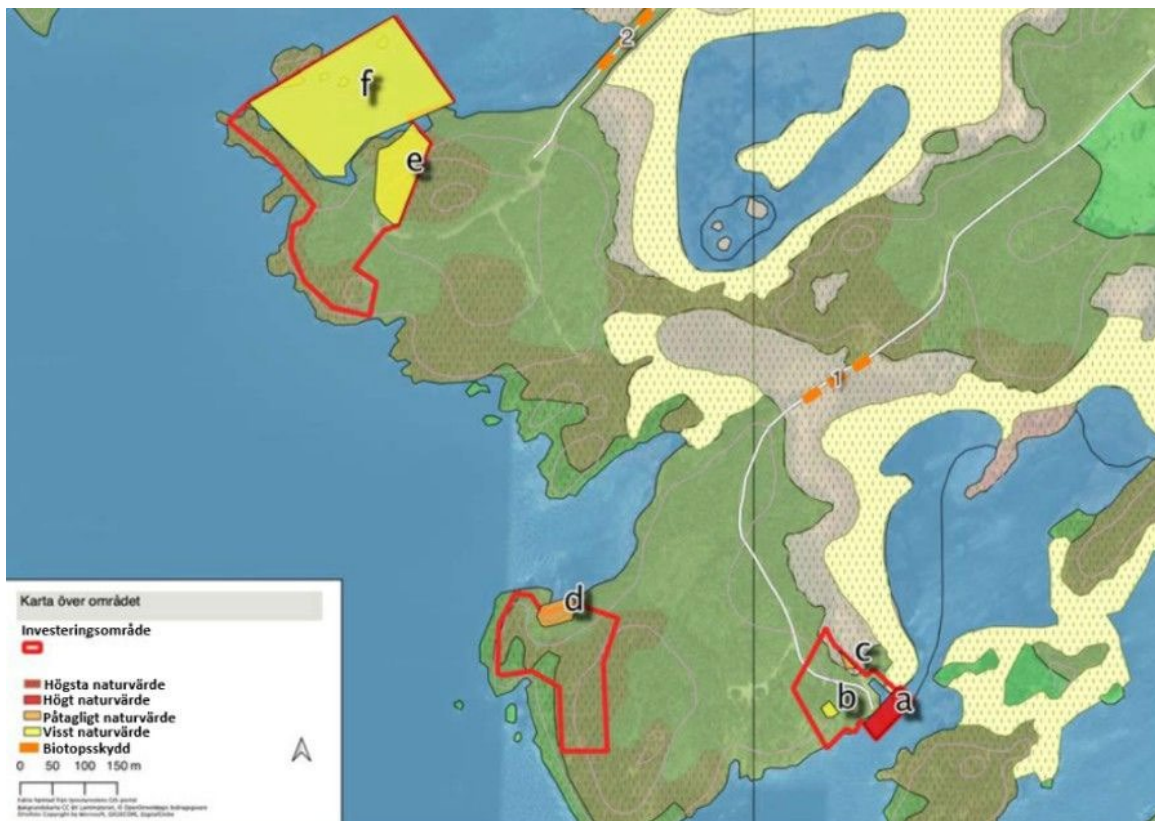 f
2
e
1
d
c
b
a
Karta över området
Investeringsområde
Högsta naturvärde
Högt naturvärde
Påtagligt naturvärde
Visst naturvärde
Biotopsskydd
0 50 100 150 m